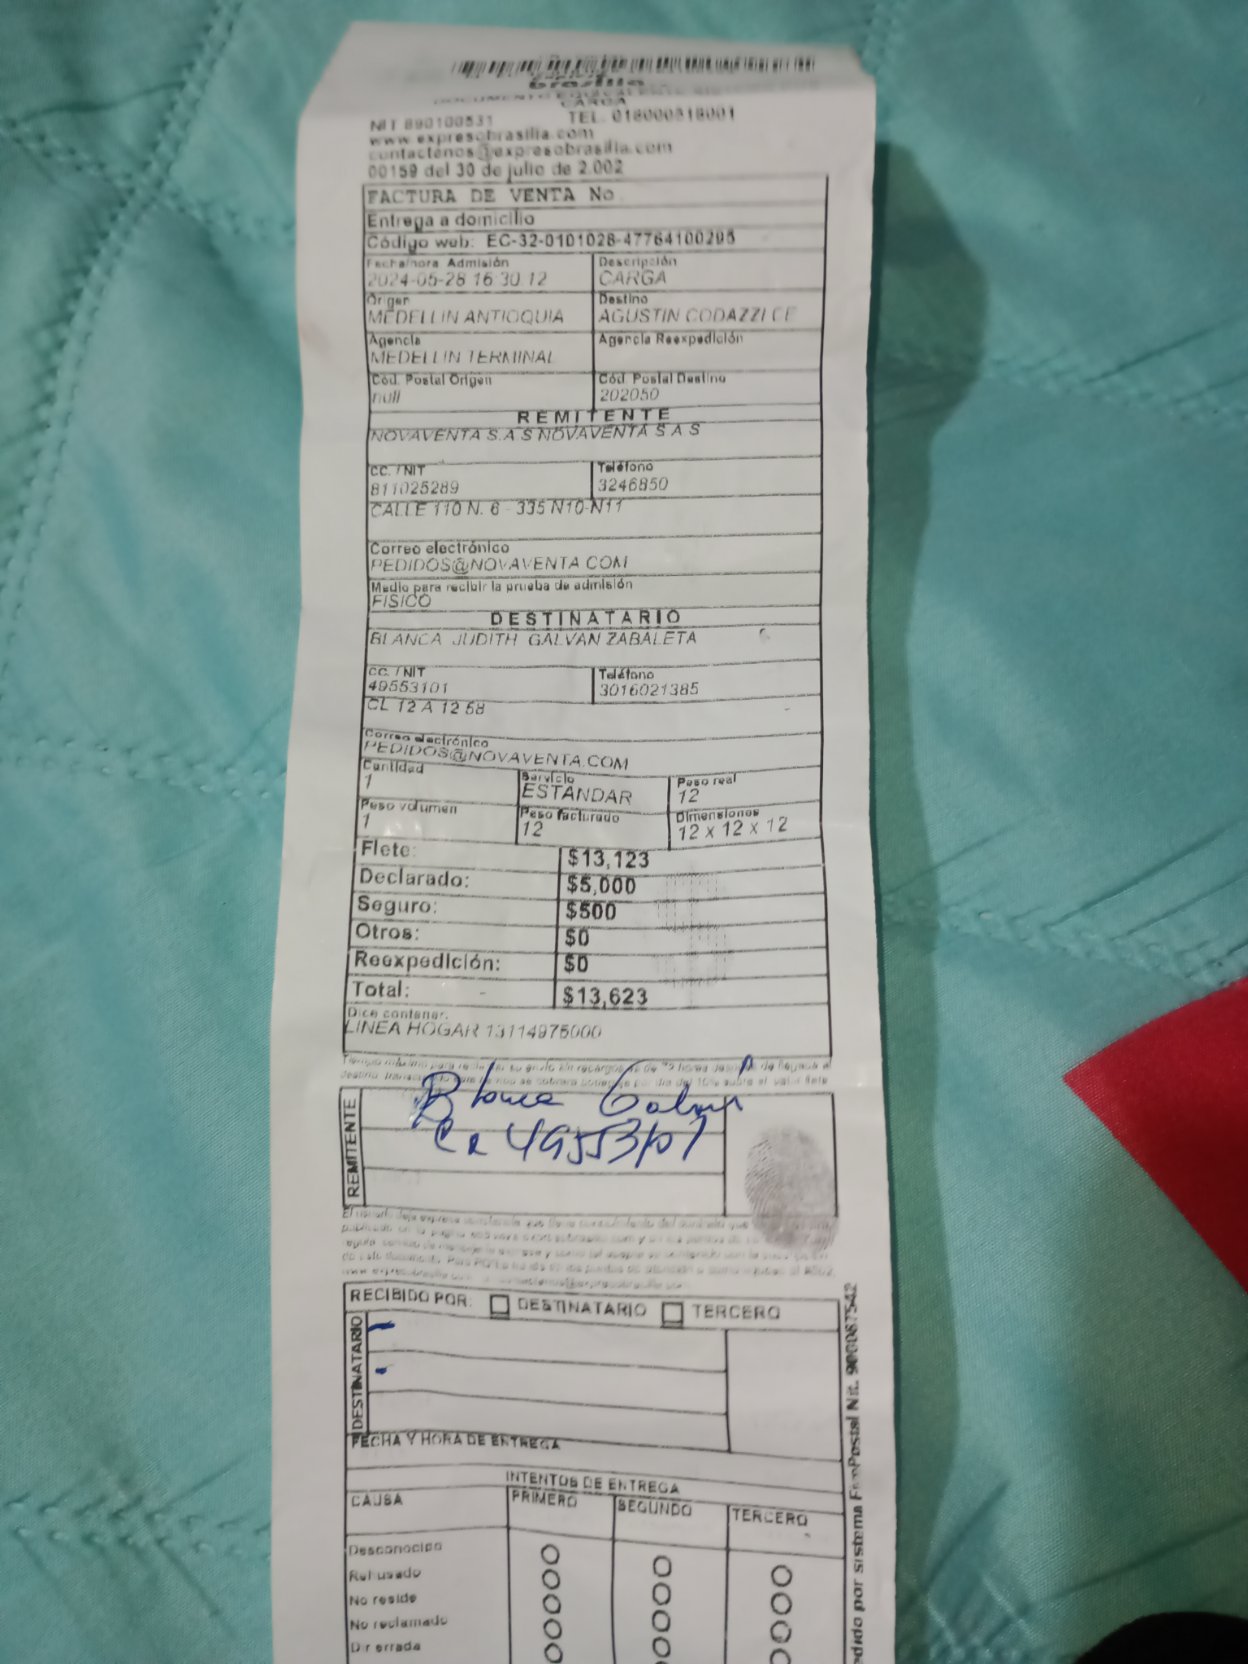 brasilia
CARGA
NIT 890100531 TEL. 018000518001
www.expresobrasilia.com
contactenos@expresobrasilia.com
00159 del 30 de julio de 2.002
FACTURA DE VENTA No.
Entrega a domicilio
Código web: EC-32-0101028-47764100295
Fecha/hora Admisión Descripción
2024-05-28 16:30:12 CARGA
Origen Destino
MEDELLIN ANTIOQUIA AGUSTIN CODAZZI CE
Agencia Agencia Reexpedición
MEDELLIN TERMINAL
Cód. Postal Origen Cód. Postal Destino
null 202050
REMITENTE
NOVAVENTA S.A S NOVAVENTA S A S
CC. / NIT Teléfono
811025289 3246850
CALLE 110 N. 6 - 335 N10-N11
Correo electrónico
PEDIDOS@NOVAVENTA.COM
Medio para recibir la prueba de admisión
FISICO
DESTINATARIO
BLANCA JUDITH GALVAN ZABALETA
CC. / NIT Teléfono
49553101 3016021385
CL 12 A 12 58
Correo electrónico
PEDIDOS@NOVAVENTA.COM
Cantidad Servicio Peso real
1 ESTANDAR 12
Peso volumen Peso facturado Dimensiones
1 12 12 x 12 x 12
Flete: $13,123
Declarado: $5,000
Seguro: $500
Otros: $0
Reexpedición: $0
Total: $13,623
Dice contener:
LINEA HOGAR 13114975000
REMITENTE
Blanca Galvan
Cc 49553101
RECIBIDO POR: DESTINATARIO TERCERO
DESTINATARIO
FECHA Y HORA DE ENTREGA
INTENTOS DE ENTREGA
CAUSA PRIMERO SEGUNDO TERCERO
Desconocido
Rehusado
No reside
No reclamado
Dir errada
edido por sistema FemPostal Nit. 900087542